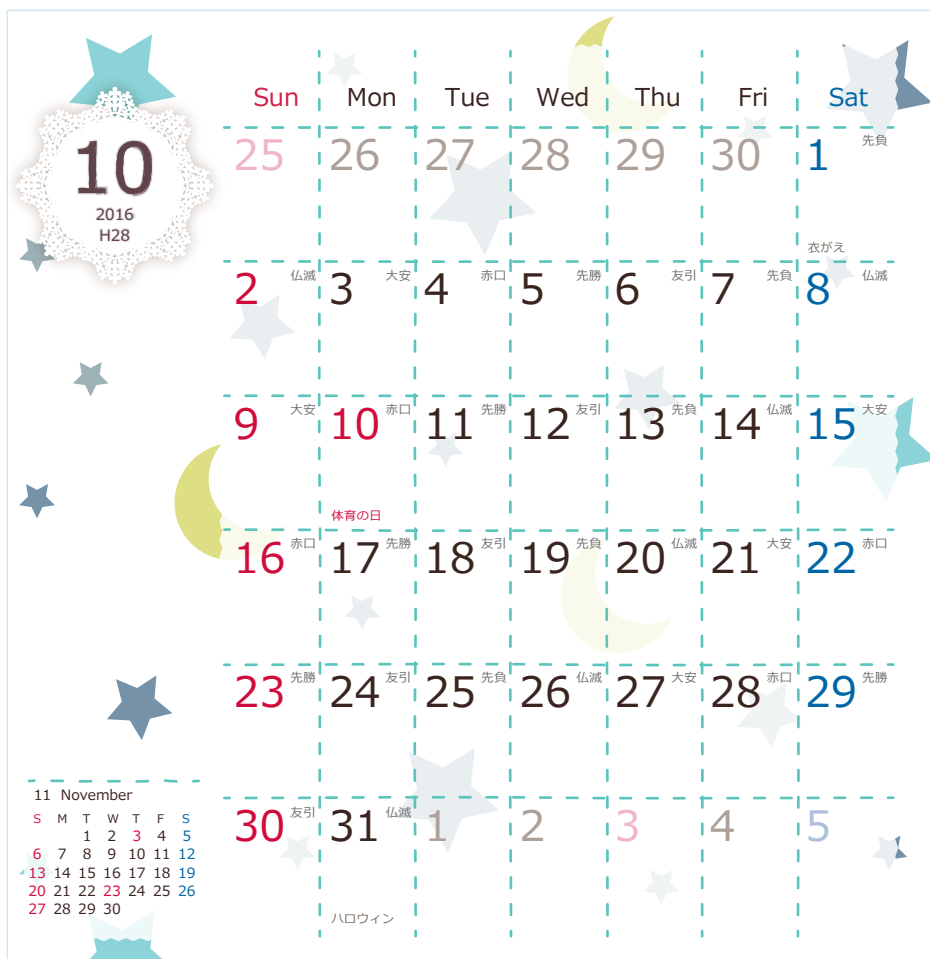 10
2016
H28
Sun Mon Tue Wed Thu Fri Sat
25 26 27 28 29 30 1 先負
衣がえ
2 仏滅 3 大安 4 赤口 5 先勝 6 友引 7 先負 8 仏滅
9 大安 10 赤口 11 先勝 12 友引 13 先負 14 仏滅 15 大安
体育の日
16 赤口 17 先勝 18 友引 19 先負 20 仏滅 21 大安 22 赤口
23 先勝 24 友引 25 先負 26 仏滅 27 大安 28 赤口 29 先勝
30 友引 31 仏滅 1 2 3 4 5
ハロウィン
11 November
S M T W T F S
1 2 3 4 5
6 7 8 9 10 11 12
13 14 15 16 17 18 19
20 21 22 23 24 25 26
27 28 29 30